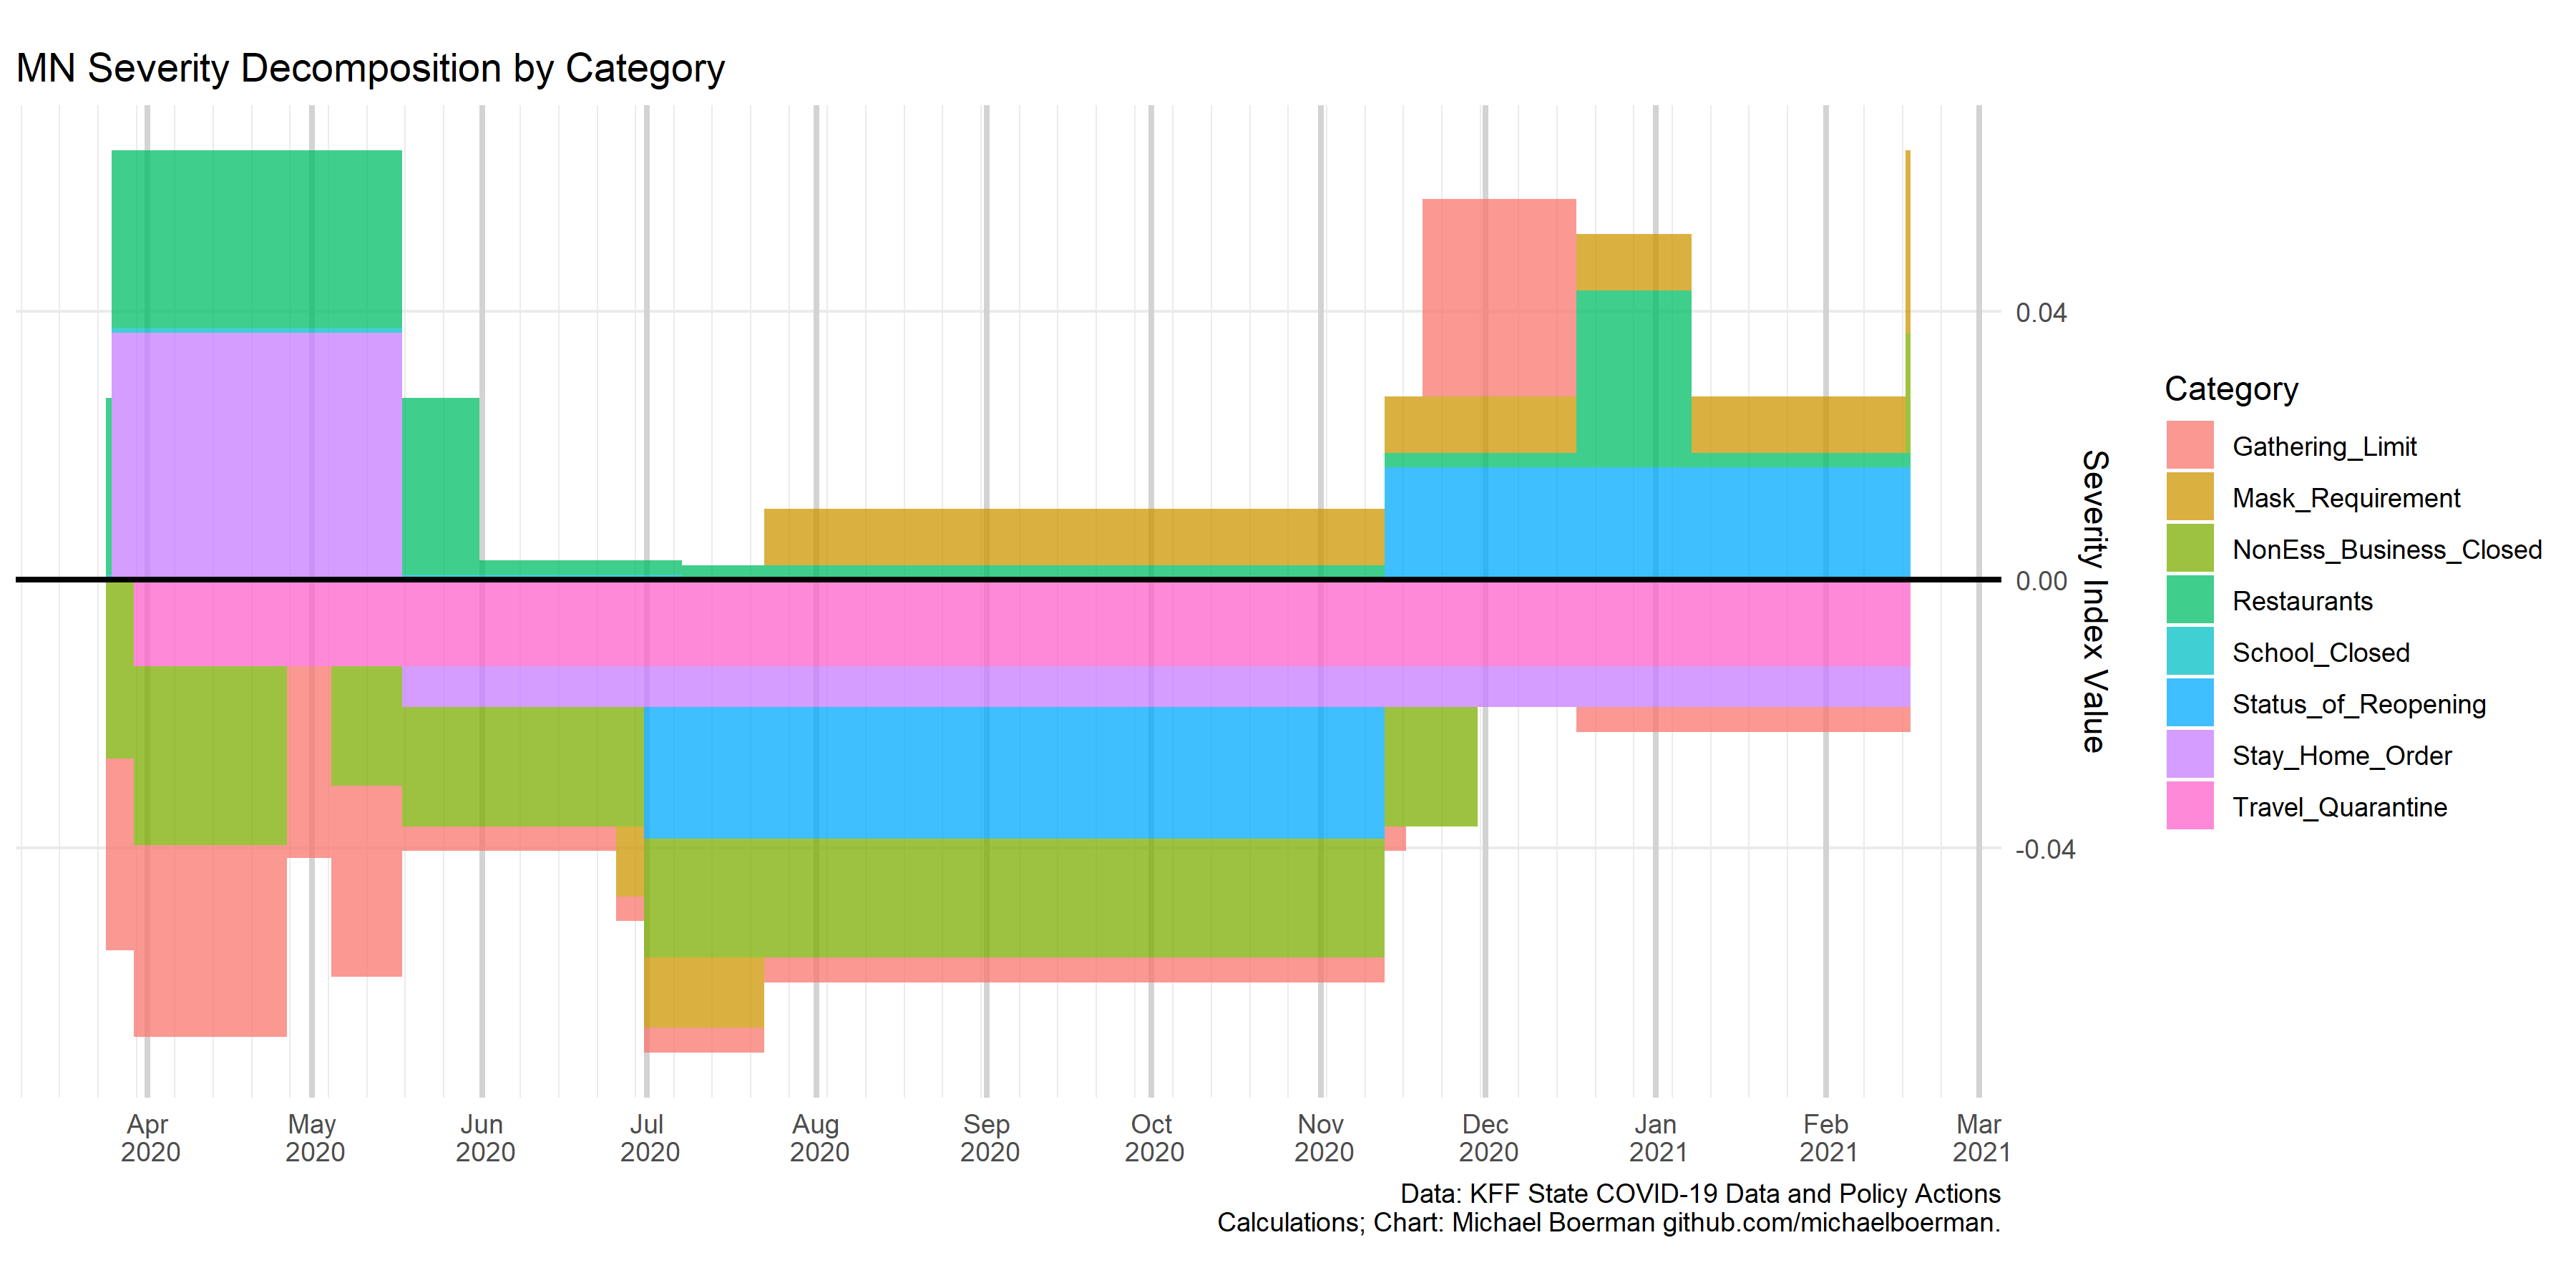 MN Severity Decomposition by Category
0.04
0.00
-0.04
Severity Index Value
Category
Gathering_Limit
Mask_Requirement
NonEss_Business_Closed
Restaurants
School_Closed
Status_of_Reopening
Stay_Home_Order
Travel_Quarantine
Apr May Jun Jul Aug Sep Oct Nov Dec Jan Feb Mar
2020 2020 2020 2020 2020 2020 2020 2020 2020 2021 2021 2021
Data: KFF State COVID-19 Data and Policy Actions
Calculations; Chart: Michael Boerman github.com/michaelboerman.